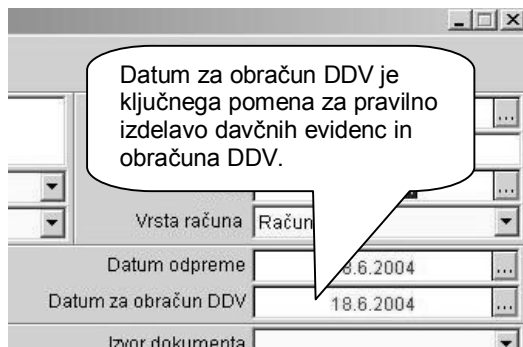 Datum za obračun DDV je
ključnega pomena za pravilno
izdelavo davčnih evidenc in
obračuna DDV.
Vrsta računa Račun
Datum odpreme 8.6.2004
Datum za obračun DDV 18.6.2004
Izvor dokumenta